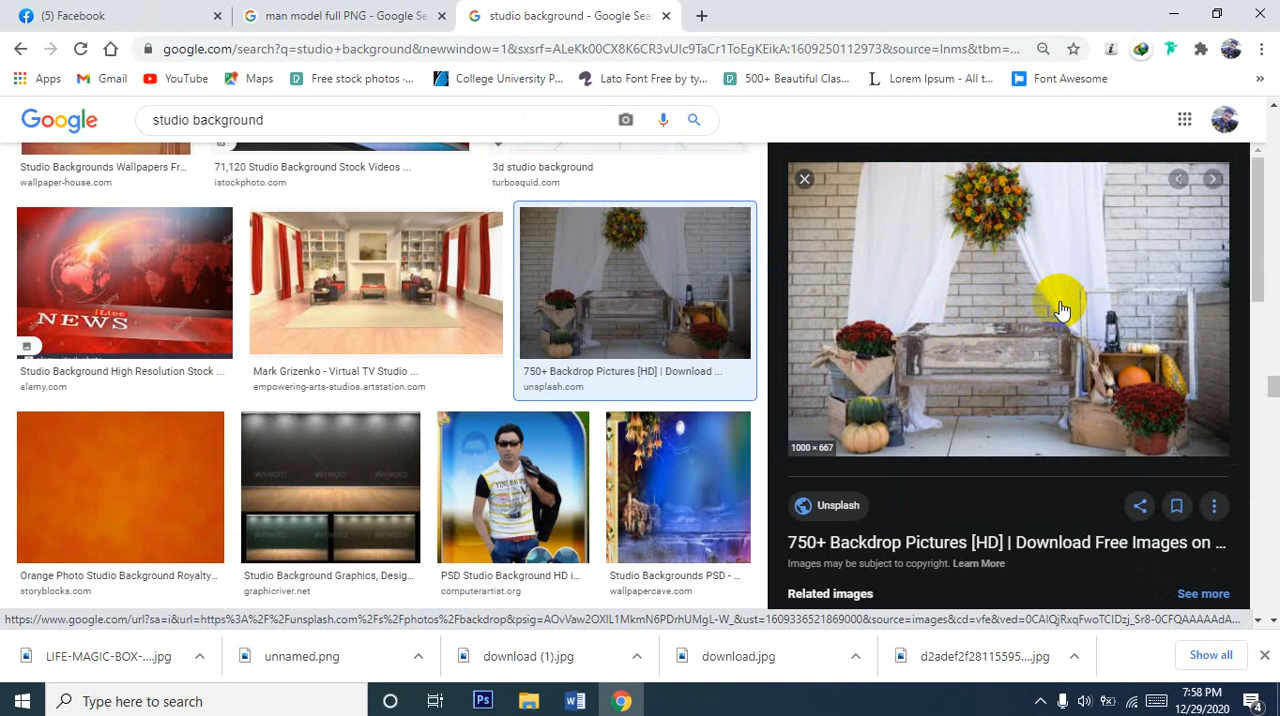 (5) Facebook
man model full PNG - Google Se
studio background - Google Sea
google.com/search?q=studio+background&newwindow=1&sxsrf=ALeKk00CX8K6CR3vUIc9TaCr1ToEgKEikA:1609250112973&source=lnms&tbm=...
Apps Gmail YouTube Maps Free stock photos ·... College University P... Lato Font Free by ty... 500+ Beautiful Clas... Lorem Ipsum - All t... Font Awesome »
Google studio background
Studio Backgrounds Wallpapers Fr...
wallpaper-house.com
71,120 Studio Background Stock Videos ...
istockphoto.com
3d studio background
turbosquid.com
Live
NEWS
alamy
Studio Background High Resolution Stock ...
alamy.com
Mark Grizenko - Virtual TV Studio ...
empowering-arts-studios.artstation.com
750+ Backdrop Pictures [HD] | Download ...
unsplash.com
Orange Photo Studio Background Royalty...
storyblocks.com
Studio Background Graphics, Desig...
graphicriver.net
PSD Studio Background HD i...
computerartist.org
Studio Backgrounds PSD - ...
wallpapercave.com
1000 × 667
Unsplash
750+ Backdrop Pictures [HD] | Download Free Images on ...
Images may be subject to copyright. Learn More
Related images See more
LIFE-MAGIC-BOX-....jpg unnamed.png download (1).jpg download.jpg d2adef2f28115595....jpg Show all
Type here to search
Ps
7:58 PM
12/29/2020
4